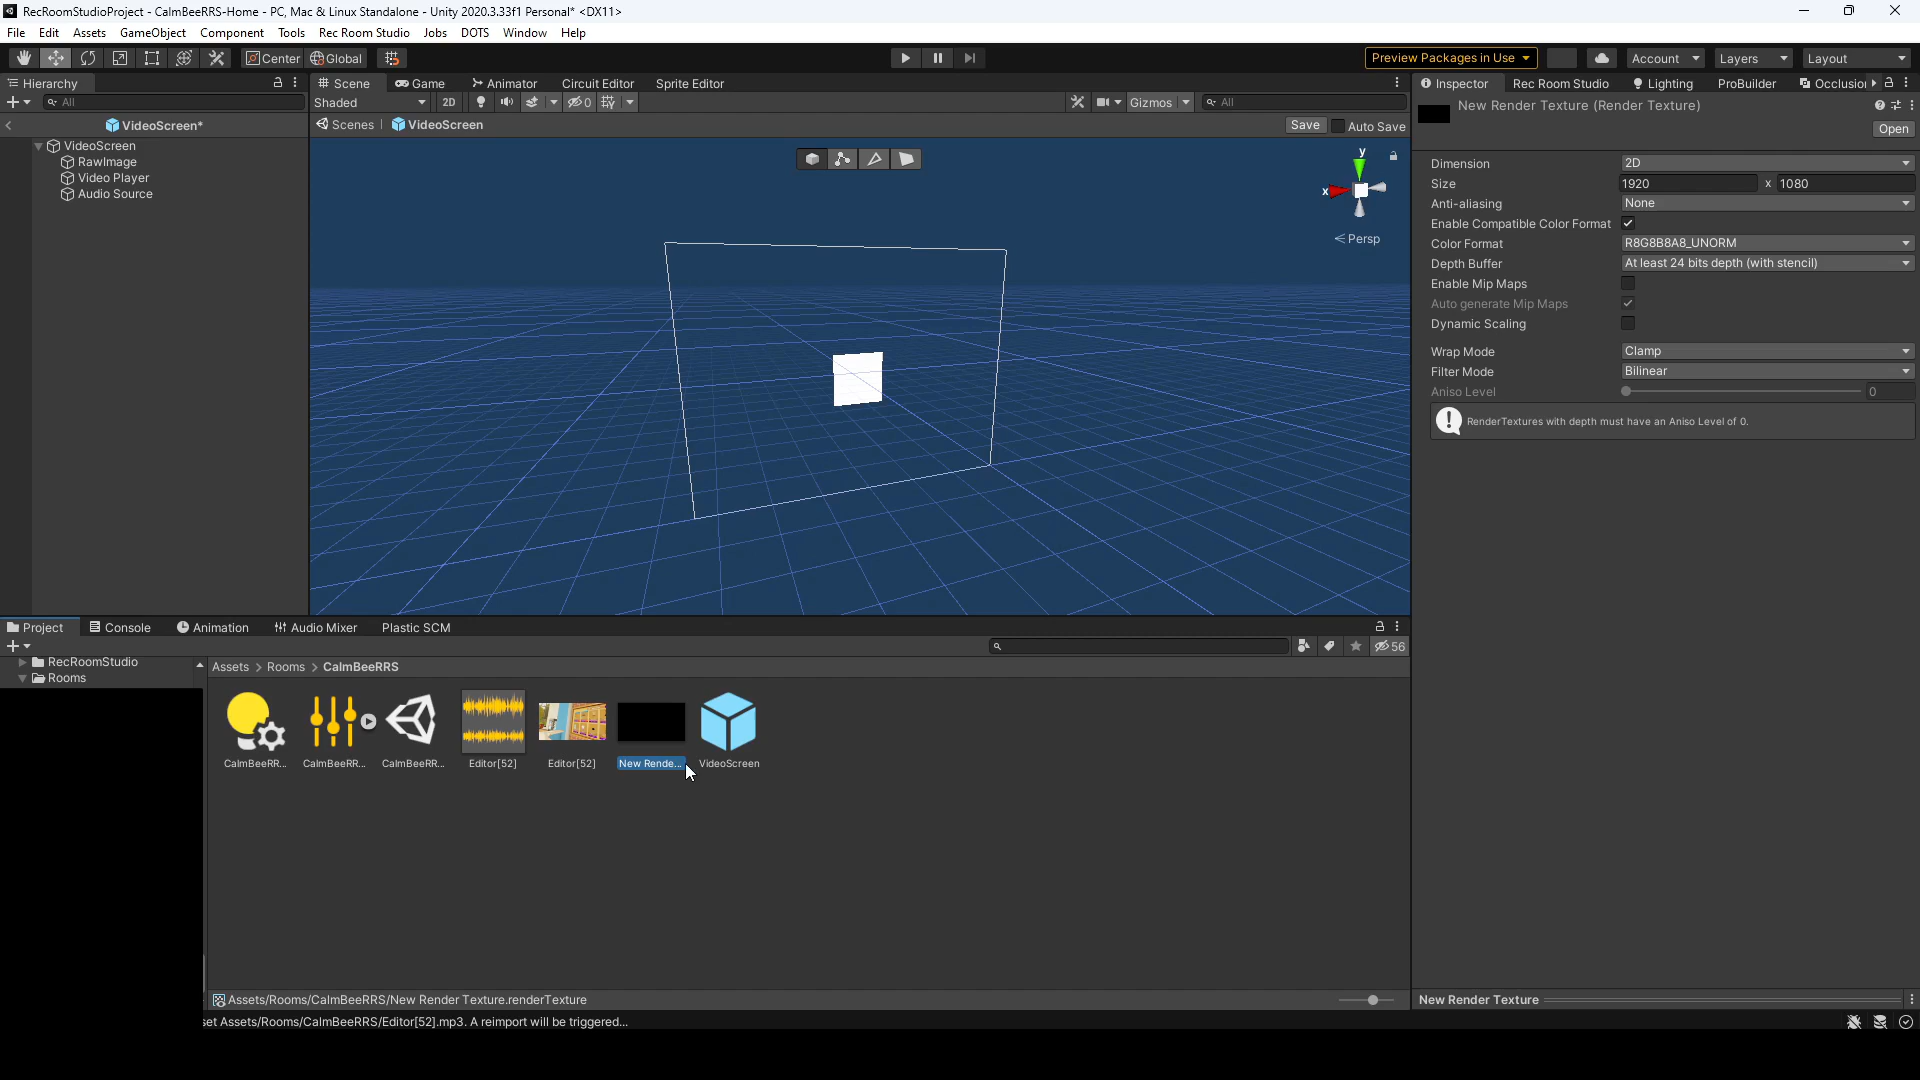 RecRoomStudioProject - CalmBeeRRS-Home - PC, Mac & Linux Standalone - Unity 2020.3.33f1 Personal* <DX11>
File Edit Assets GameObject Component Tools Rec Room Studio Jobs DOTS Window Help
Center Global Preview Packages in Use Account Layers Layout
Hierarchy Scene Game Animator Circuit Editor Sprite Editor Inspector Rec Room Studio Lighting ProBuilder Occlusio
All Shaded 2D 0 Gizmos All New Render Texture (Render Texture)
VideoScreen* Scenes VideoScreen Save Auto Save Open
VideoScreen
RawImage
Video Player
Audio Source
y
x
Persp
Dimension 2D
Size 1920 x 1080
Anti-aliasing None
Enable Compatible Color Format
Color Format R8G8B8A8_UNORM
Depth Buffer At least 24 bits depth (with stencil)
Enable Mip Maps
Auto generate Mip Maps
Dynamic Scaling
Wrap Mode Clamp
Filter Mode Bilinear
Aniso Level 0
RenderTextures with depth must have an Aniso Level of 0.
Project Console Animation Audio Mixer Plastic SCM
56
RecRoomStudio
Rooms
Assets > Rooms > CalmBeeRRS
CalmBeeRR... CalmBeeRR... CalmBeeRR... Editor[52] Editor[52] New Rende... VideoScreen
Assets/Rooms/CalmBeeRRS/New Render Texture.renderTexture
New Render Texture
set Assets/Rooms/CalmBeeRRS/Editor[52].mp3. A reimport will be triggered...